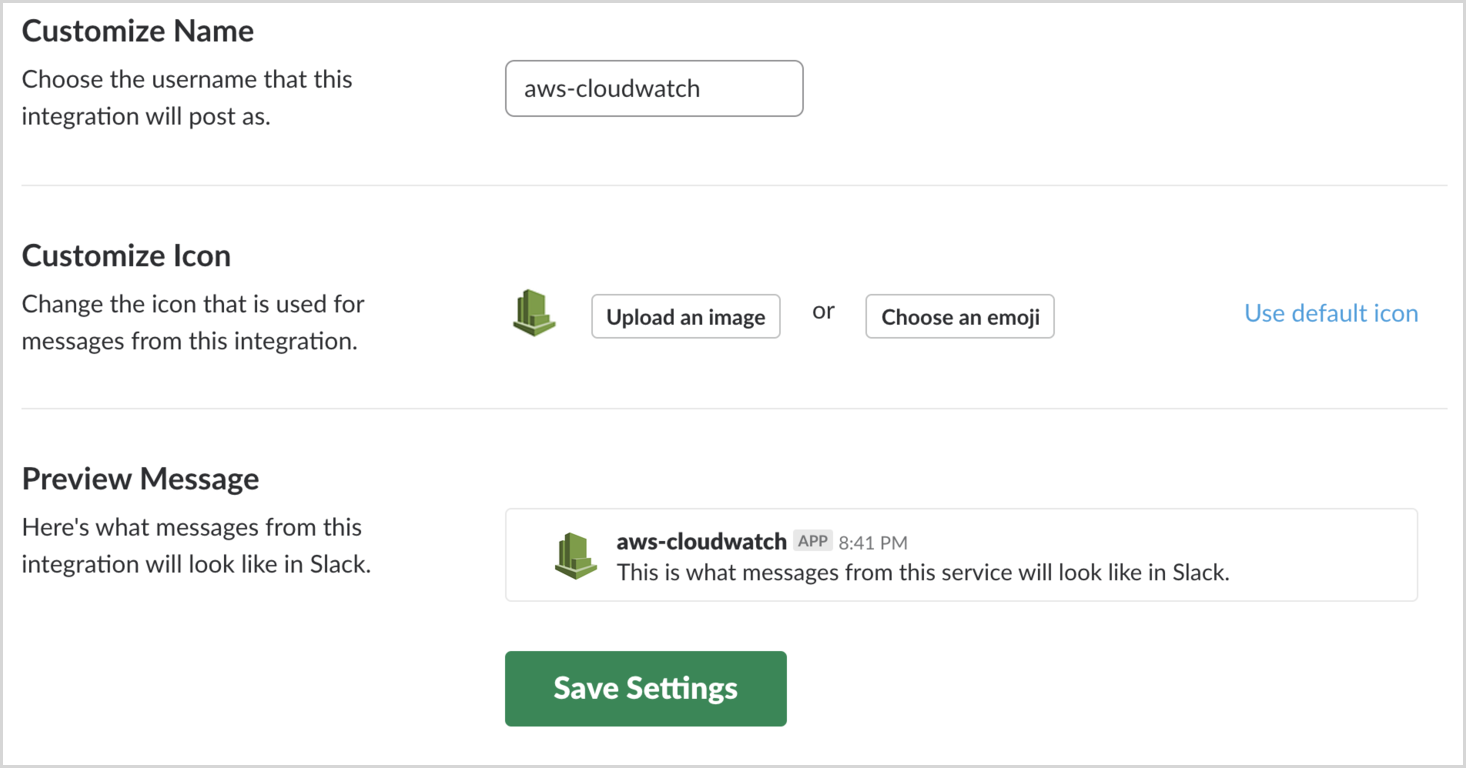 Customize Name
Choose the username that this
integration will post as.
aws-cloudwatch
Customize Icon
Change the icon that is used for
messages from this integration.
Upload an image or Choose an emoji Use default icon
Preview Message
Here's what messages from this
integration will look like in Slack.
aws-cloudwatch APP 8:41 PM
This is what messages from this service will look like in Slack.
Save Settings